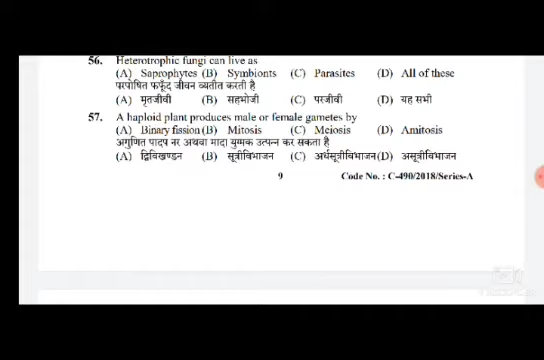 56. Heterotrophic fungi can live as
(A) Saprophytes (B) Symbionts (C) Parasites (D) All of these
परपोषित फफूँद जीवन व्यतीत करती है
(A) मृतजीवी (B) सहभोजी (C) परजीवी (D) यह सभी
57. A haploid plant produces male or female gametes by
(A) Binary fission (B) Mitosis (C) Meiosis (D) Amitosis
अगुणित पादप नर अथवा मादा युग्मक उत्पन्न कर सकता है
(A) द्विविखण्डन (B) सूत्रीविभाजन (C) अर्धसूत्रीविभाजन (D) असूत्रीविभाजन
9 Code No. : C-490/2018/Series-A